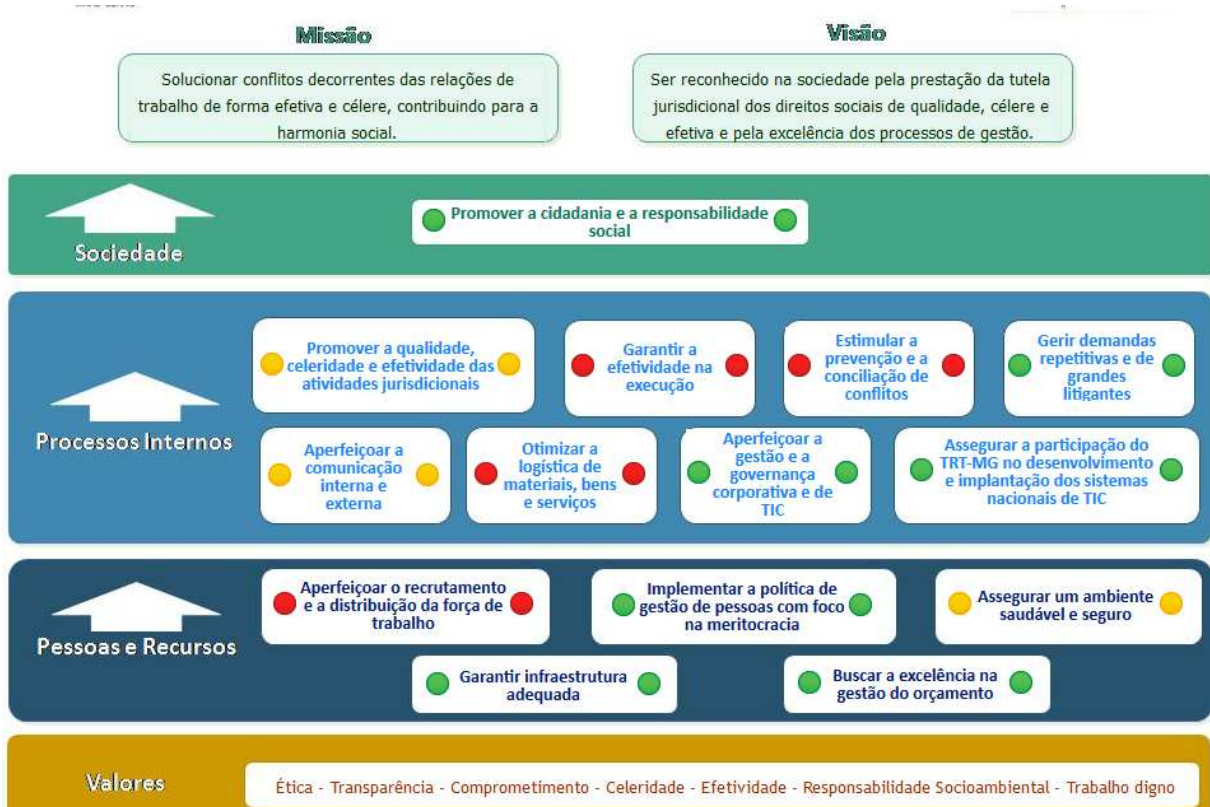 Missão
Visão
Solucionar conflitos decorrentes das relações de
trabalho de forma efetiva e célere, contribuindo para a
harmonia social.
Ser reconhecido na sociedade pela prestação da tutela
jurisdicional dos direitos sociais de qualidade, célere e
efetiva e pela excelência dos processos de gestão.
Sociedade
Promover a cidadania e a responsabilidade
social
Processos Internos
Promover a qualidade,
celeridade e efetividade das
atividades jurisdicionais
Garantir a
efetividade na
execução
Estimular a
prevenção e a
conciliação de
conflitos
Gerir demandas
repetitivas e de
grandes
litigantes
Aperfeiçoar a
comunicação
interna e
externa
Otimizar a
logística de
materiais, bens
e serviços
Aperfeiçoar a
gestão e a
governança
corporativa e de
TIC
Assegurar a participação do
TRT-MG no desenvolvimento
e implantação dos sistemas
nacionais de TIC
Pessoas e Recursos
Aperfeiçoar o recrutamento
e a distribuição da força de
trabalho
Implementar a política de
gestão de pessoas com foco
na meritocracia
Assegurar um ambiente
saudável e seguro
Garantir infraestrutura
adequada
Buscar a excelência na
gestão do orçamento
Valores
Ética - Transparência - Comprometimento - Celeridade - Efetividade - Responsabilidade Socioambiental - Trabalho digno